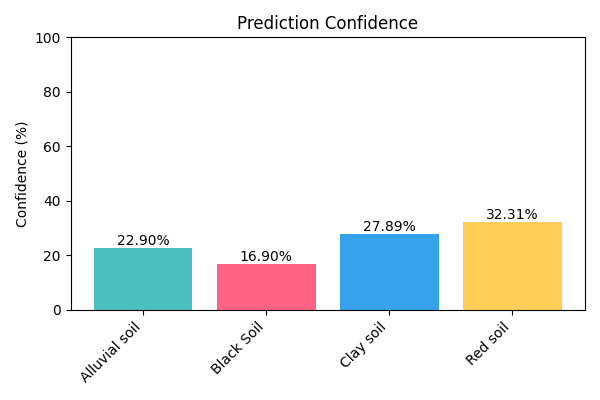 Prediction Confidence
Confidence (%)
100
80
60
40
20
0
22.90%
16.90%
27.89%
32.31%
Alluvial soil
Black Soil
Clay soil
Red soil